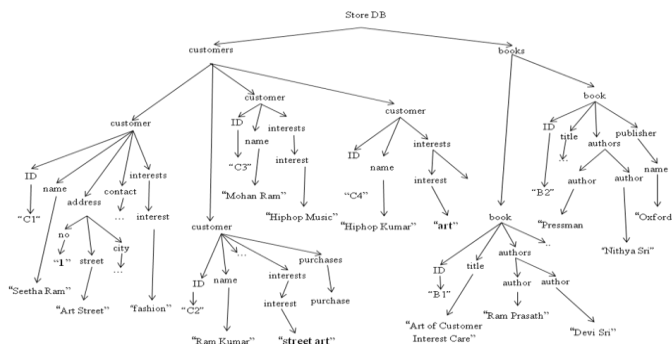 Store DB
customers books
customer book
customer customer ID title authors publisher
ID name interests ID name interests
ID name address contact interests "C3" interest "C4" interest "B2" ... author author name
"C1" ... interest "Mohan Ram" "Hiphop Music" "Hiphop Kumar" "art" "Pressman" "Oxford"
no street city customer book "Nithya Sri"
"1" ... ID name ... interests purchases ID title authors ..
"Seetha Ram" "C2" interest purchase "B1" author author
"Art Street" "fashion" "Ram Kumar" "street art" "Art of Customer "Ram Prasath" "Devi Sri"
Interest Care"